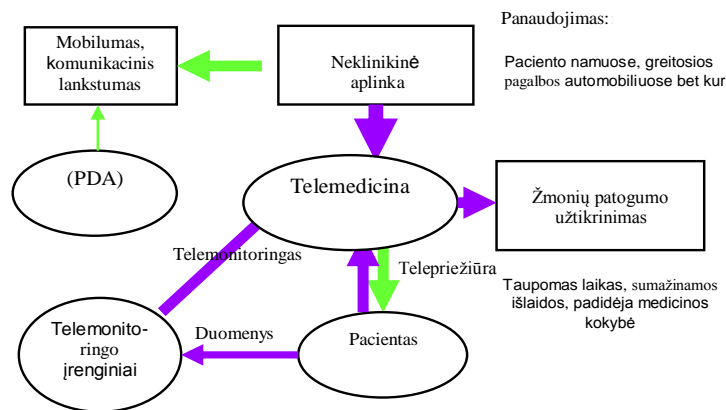 Panaudojimas:
Mobilumas,
komunikacinis
lankstumas
Neklinikinė
aplinka
Paciento namuose, greitosios
pagalbos automobiliuose bet kur
(PDA)
Telemedicina
Žmonių patogumo
užtikrinimas
Telemonitoringas
Telepriežiūra
Taupomas laikas, sumažinamos
išlaidos, padidėja medicinos
kokybė
Telemonito-
ringo
įrenginiai
Duomenys
Pacientas